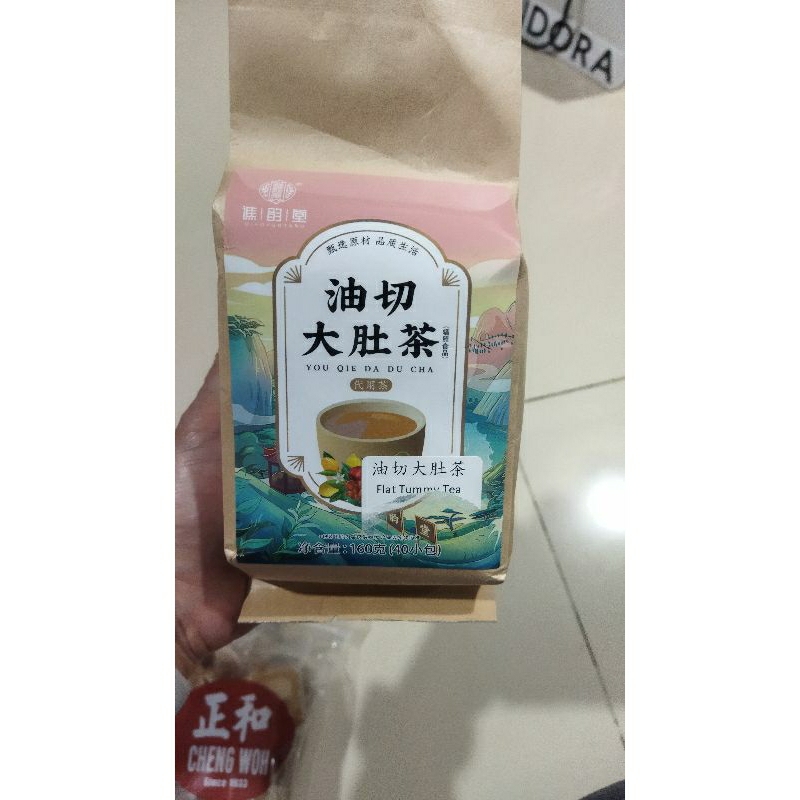 DORA
甄选原材 品质生活
油切
大肚茶
YOU QIE DA DU CHA
代用茶
油切大肚茶
Flat Tummy Tea
净含量:160克(40小包)
正和
CHENG WOH
Since 1933